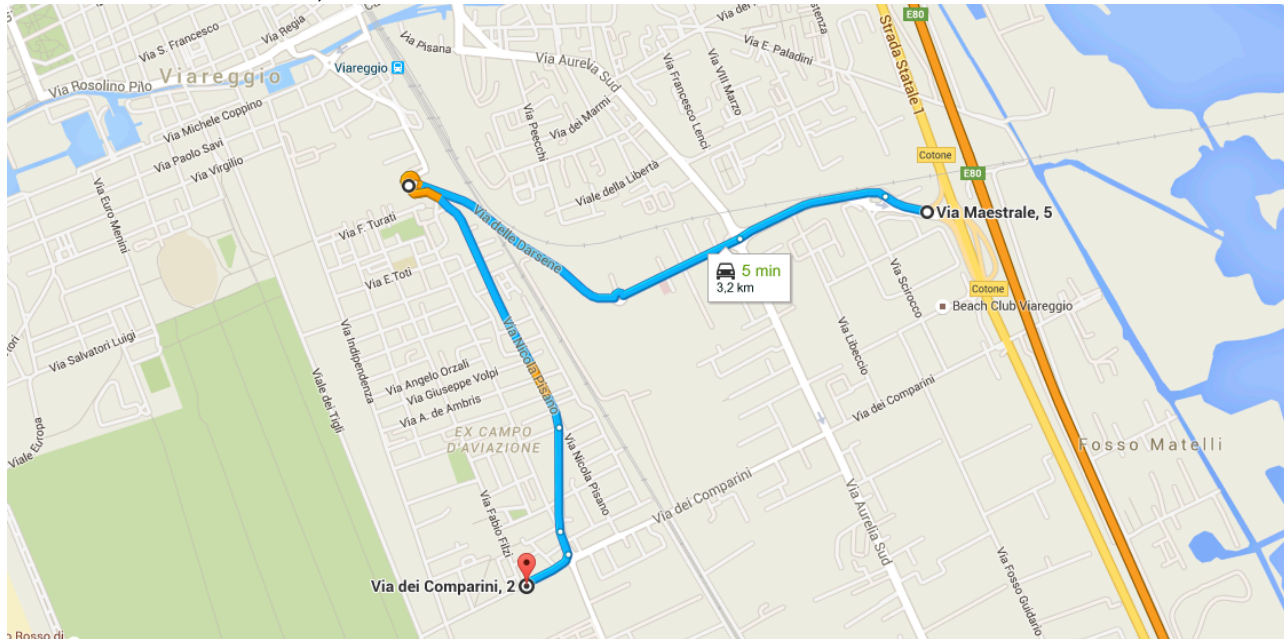 Via S. Francesco
Via Regia
Via Pisana
Viareggio
Viareggio
Via Rosolino Pilo
Via Aurelia Sud
Via E. Paladini
E80
Strada Statale 1
Via Michele Coppino
Via Paolo Savi
Via Virgilio
Via Euro Menini
Via Peecchi
Via dei Marmi
Via Francesco Lenci
Via VIII Marzo
Viale della Libertà
Cotone
E80
Via F. Turati
Via delle Darsene
Via Maestrale, 5
Via E.Toti
5 min
3,2 km
Via Scirocco
Cotone
Beach Club Viareggio
Via Salvatori Luigi
Via Indipendenza
Viale dei Tigli
Via Nicola Pisano
Via Angelo Orzali
Via Giuseppe Volpi
Via A. de Ambris
Via Libeccio
Via dei Comparini
Viale Europa
EX CAMPO
D'AVIAZIONE
Via Nicola Pisano
Fosso Matelli
Via Fabio Filzi
Via dei Comparini
Via Aurelia Sud
Via Fosso Guidario
Via dei Comparini, 2
Rosso di